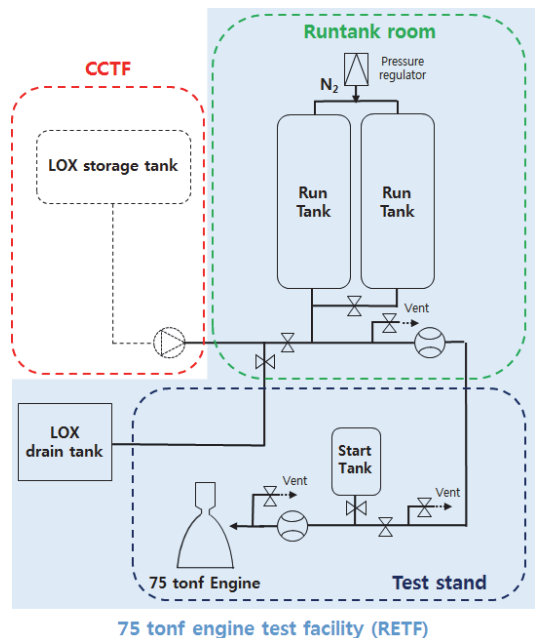 Runtank room
CCTF
Pressure
regulator
N₂
LOX storage tank
Run
Tank
Run
Tank
Vent
LOX
drain tank
Start
Tank
Vent
Vent
75 tonf Engine
Test stand
75 tonf engine test facility (RETF)